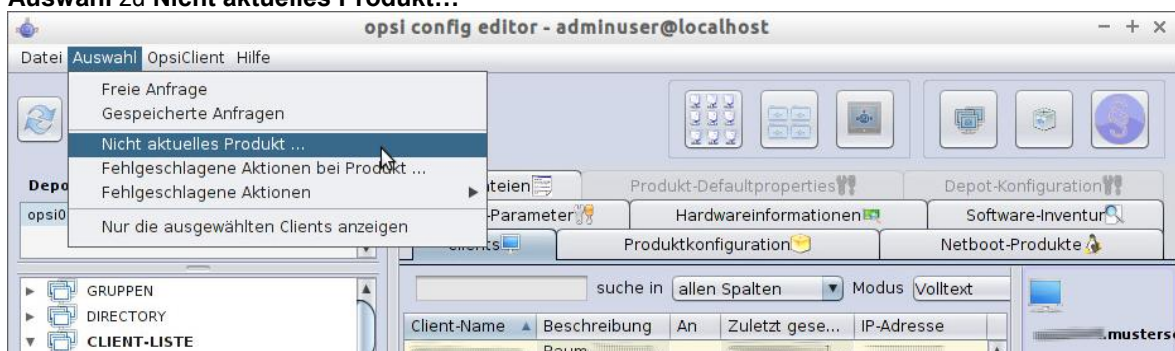 Auswahl zu Nicht aktuelles Produkt…
opsi config editor - adminuser@localhost
Datei Auswahl OpsiClient Hilfe
Freie Anfrage
Gespeicherte Anfragen
Nicht aktuelles Produkt ...
Fehlgeschlagene Aktionen bei Produkt ...
Fehlgeschlagene Aktionen
Nur die ausgewählten Clients anzeigen
Depo
opsi0
teien Produkt-Defaultproperties Depot-Konfiguration
-Parameter Hardwareinformationen Software-Inventur
Clients Produktkonfiguration Netboot-Produkte
GRUPPEN
DIRECTORY
CLIENT-LISTE
suche in allen Spalten Modus Volltext
Client-Name Beschreibung An Zuletzt gese... IP-Adresse
Raum
.musters